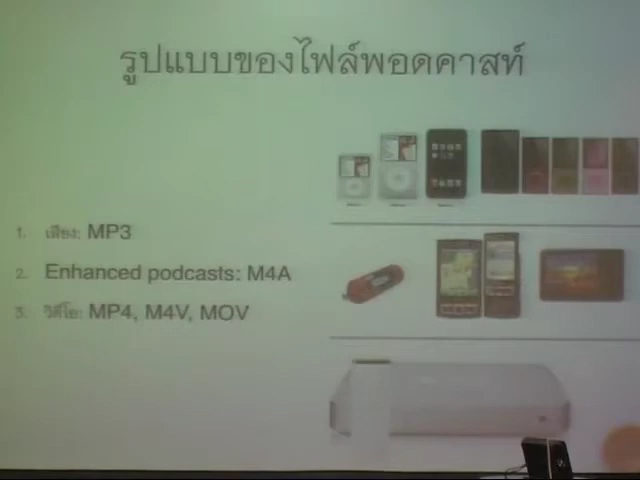 รูปแบบของไฟล์พอดคาสท์
1. เสียง: MP3
2. Enhanced podcasts: M4A
3. วิดีโอ: MP4, M4V, MOV